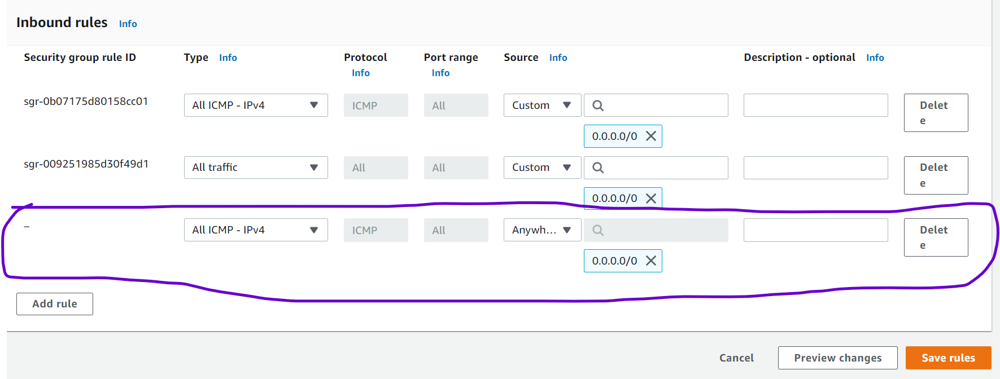 Inbound rules Info
Security group rule ID Type Info Protocol Info Port range Info Source Info Description - optional Info
sgr-0b07175d80158cc01 All ICMP - IPv4 ICMP All Custom Delete
0.0.0.0/0
sgr-009251985d30f49d1 All traffic All All Custom Delete
0.0.0.0/0
– All ICMP - IPv4 ICMP All Anywh... Delete
0.0.0.0/0
Add rule
Cancel Preview changes Save rules